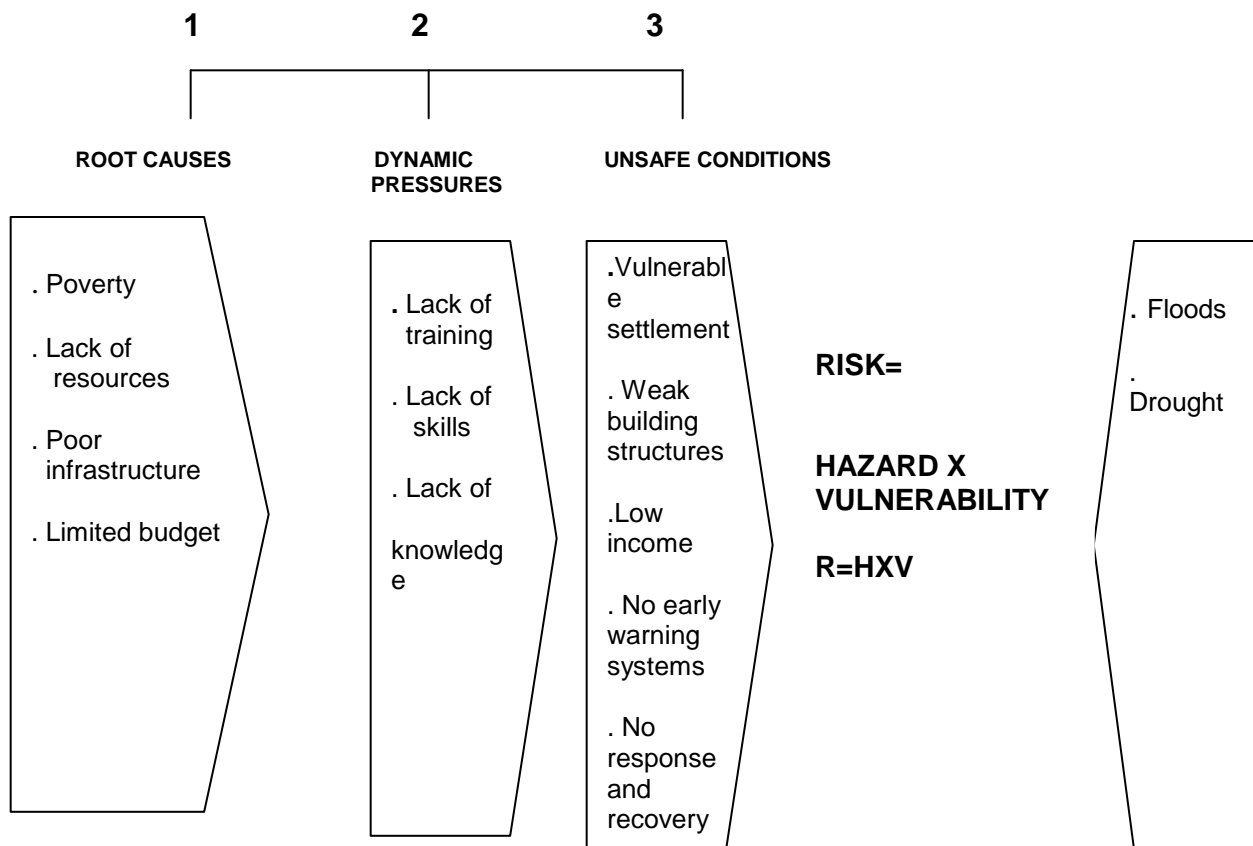 1
2
3
ROOT CAUSES
DYNAMIC
PRESSURES
UNSAFE CONDITIONS
. Poverty
. Lack of
resources
. Poor
infrastructure
. Limited budget
. Lack of
training
. Lack of
skills
. Lack of
knowledg
e
.Vulnerabl
e
settlement
. Weak
building
structures
.Low
income
. No early
warning
systems
. No
response
and
recovery
RISK=
HAZARD X
VULNERABILITY
R=HXV
. Floods
.
Drought